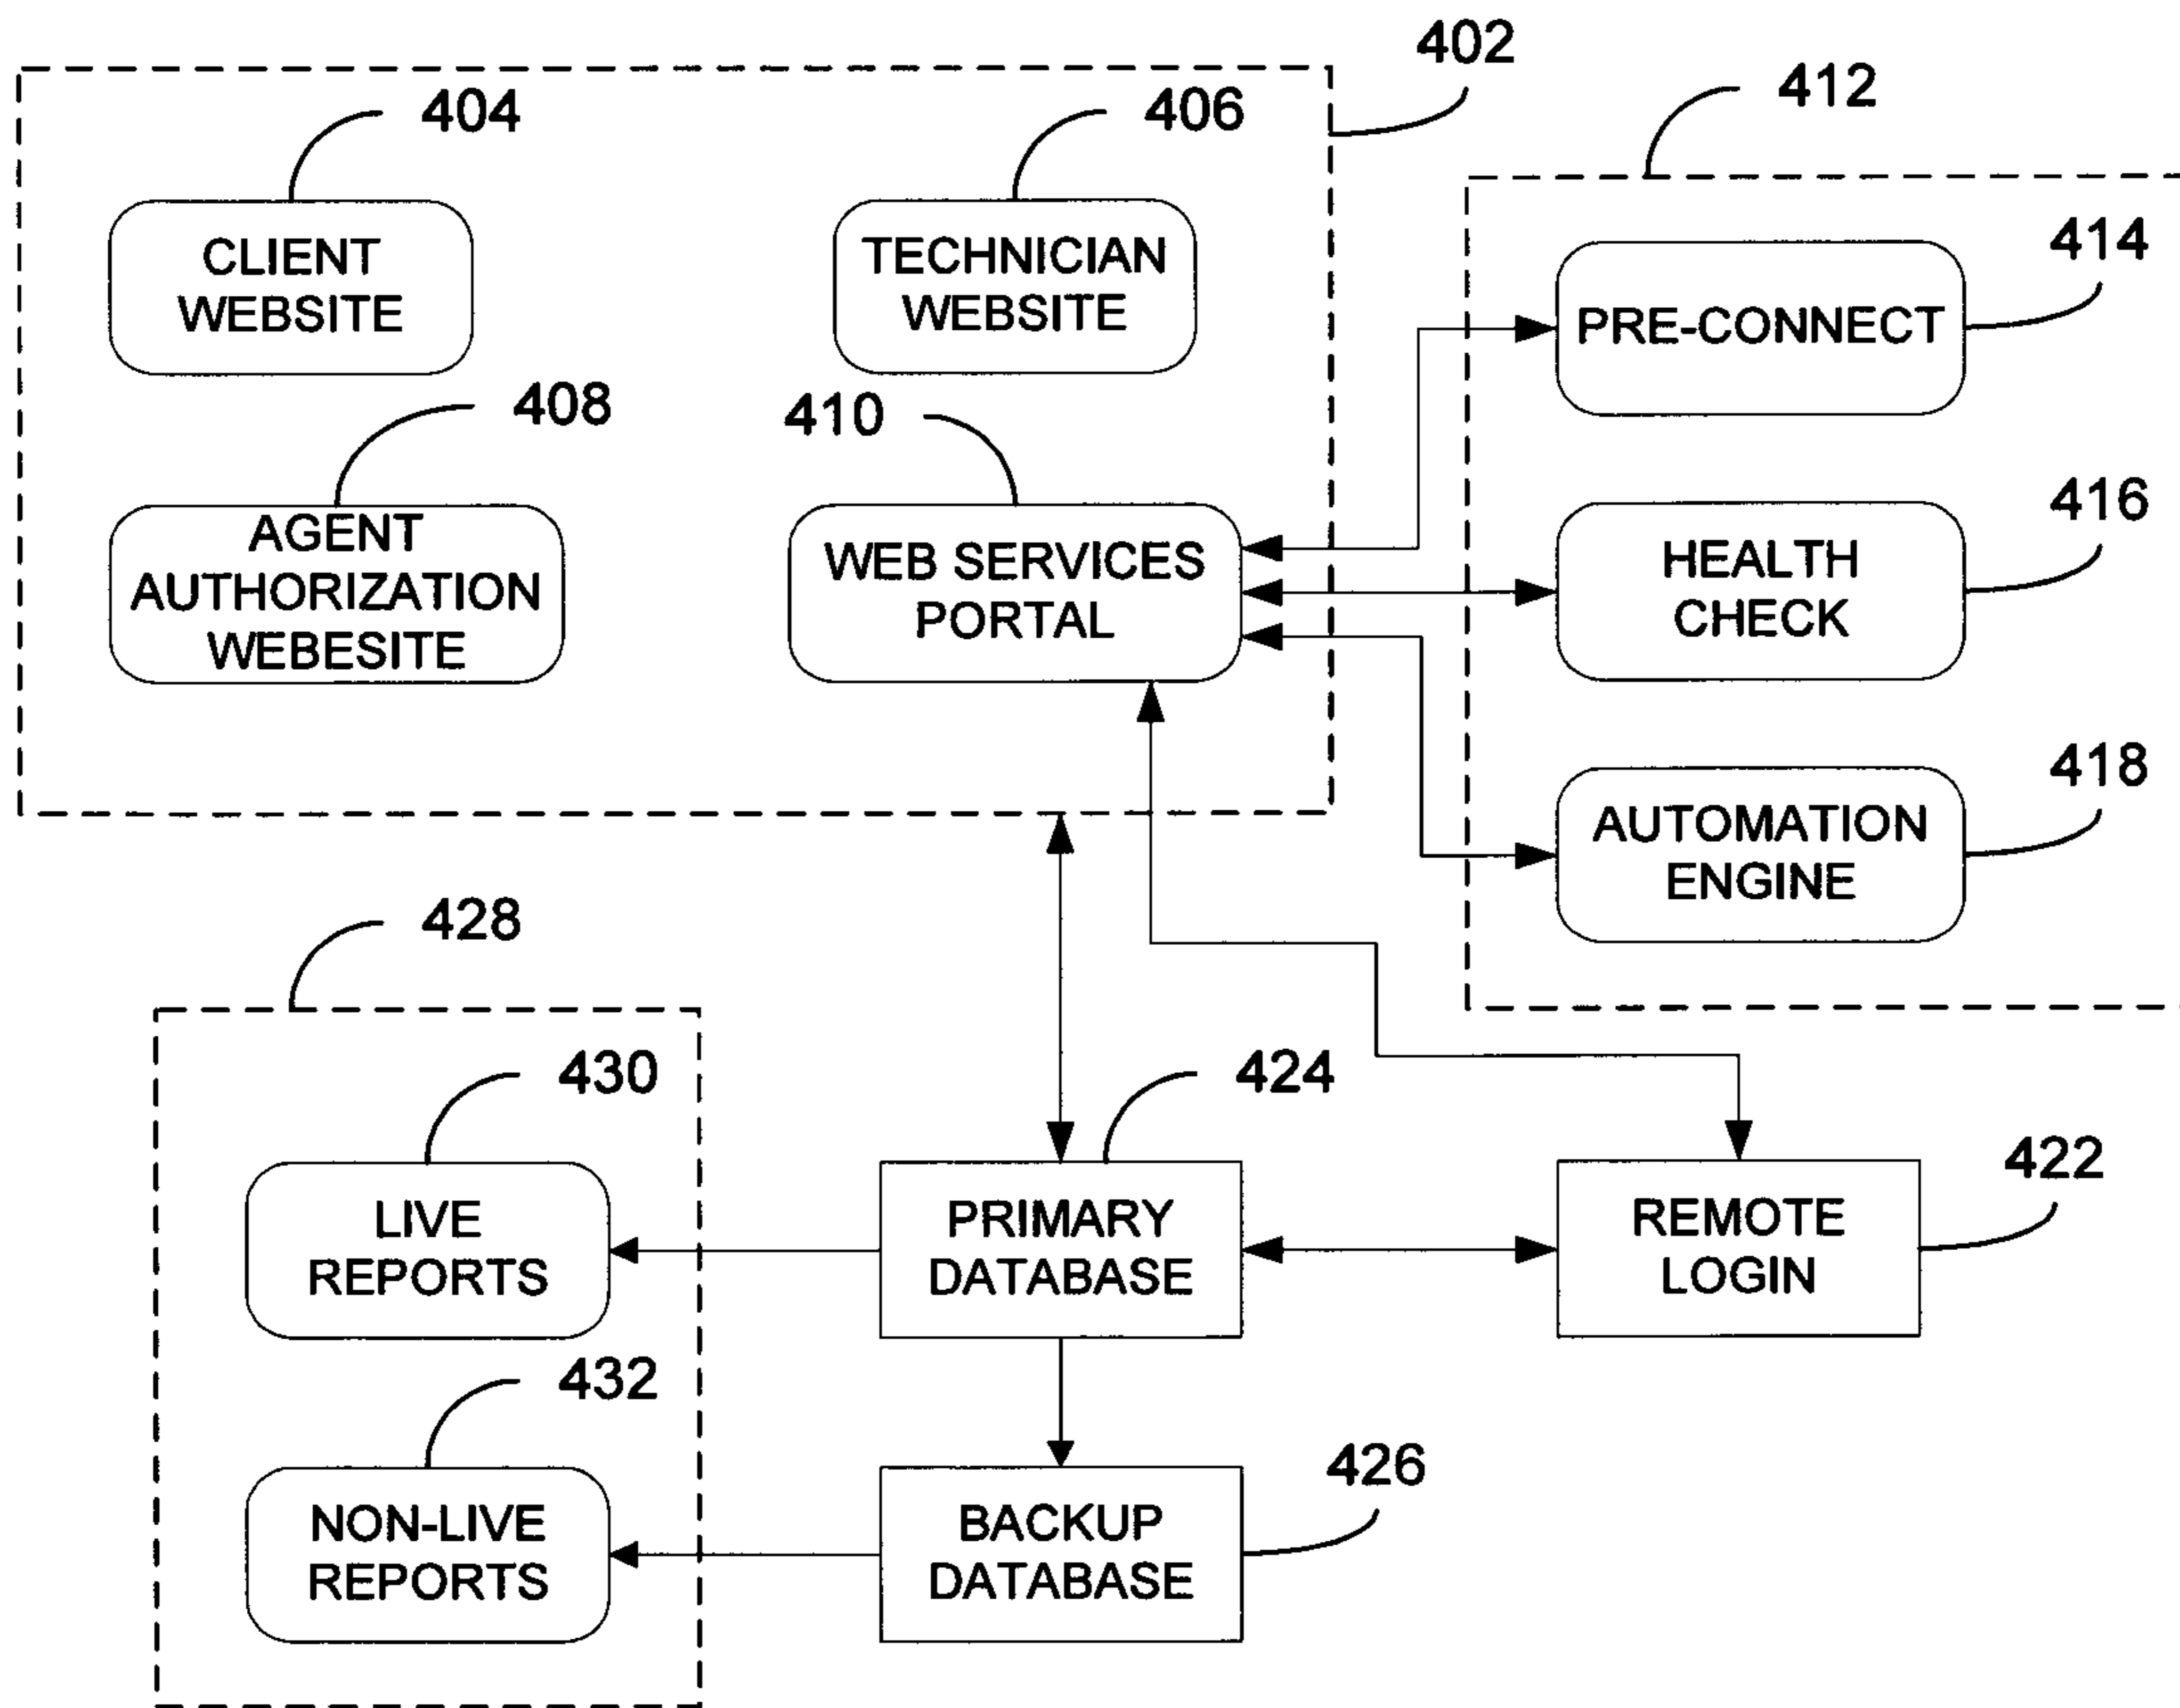 402
412
404
406
CLIENT
WEBSITE
TECHNICIAN
WEBSITE
414
PRE-CONNECT
408
410
AGENT
AUTHORIZATION
WEBESITE
WEB SERVICES
PORTAL
416
HEALTH
CHECK
418
AUTOMATION
ENGINE
428
430
424
422
LIVE
REPORTS
PRIMARY
DATABASE
REMOTE
LOGIN
432
426
NON-LIVE
REPORTS
BACKUP
DATABASE